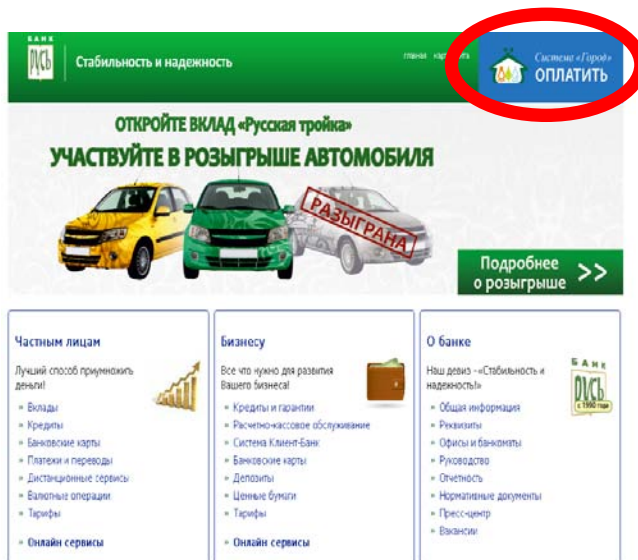 БАНК
РУСЬ
Стабильность и надежность
главная карта сайта
Система «Город»
ОПЛАТИТЬ
ОТКРОЙТЕ ВКЛАД «Русская тройка»
УЧАСТВУЙТЕ В РОЗЫГРЫШЕ АВТОМОБИЛЯ
РАЗЫГРАНА
Подробнее
о розыгрыше >>
Частным лицам
Лучший способ приумножить
деньги!
» Вклады
» Кредиты
» Банковские карты
» Платежи и переводы
» Дистанционные сервисы
» Валютные операции
» Тарифы
» Онлайн сервисы
Бизнесу
Все что нужно для развития
Вашего бизнеса!
» Кредиты и гарантии
» Расчетно-кассовое обслуживание
» Система Клиент-Банк
» Банковские карты
» Депозиты
» Ценные бумаги
» Тарифы
» Онлайн сервисы
О банке
Наш девиз -«Стабильность и
надежность!»
БАНК
РУСЬ
с 1990 года
» Общая информация
» Реквизиты
» Офисы и банкоматы
» Руководство
» Отчетность
» Нормативные документы
» Пресс-центр
» Вакансии